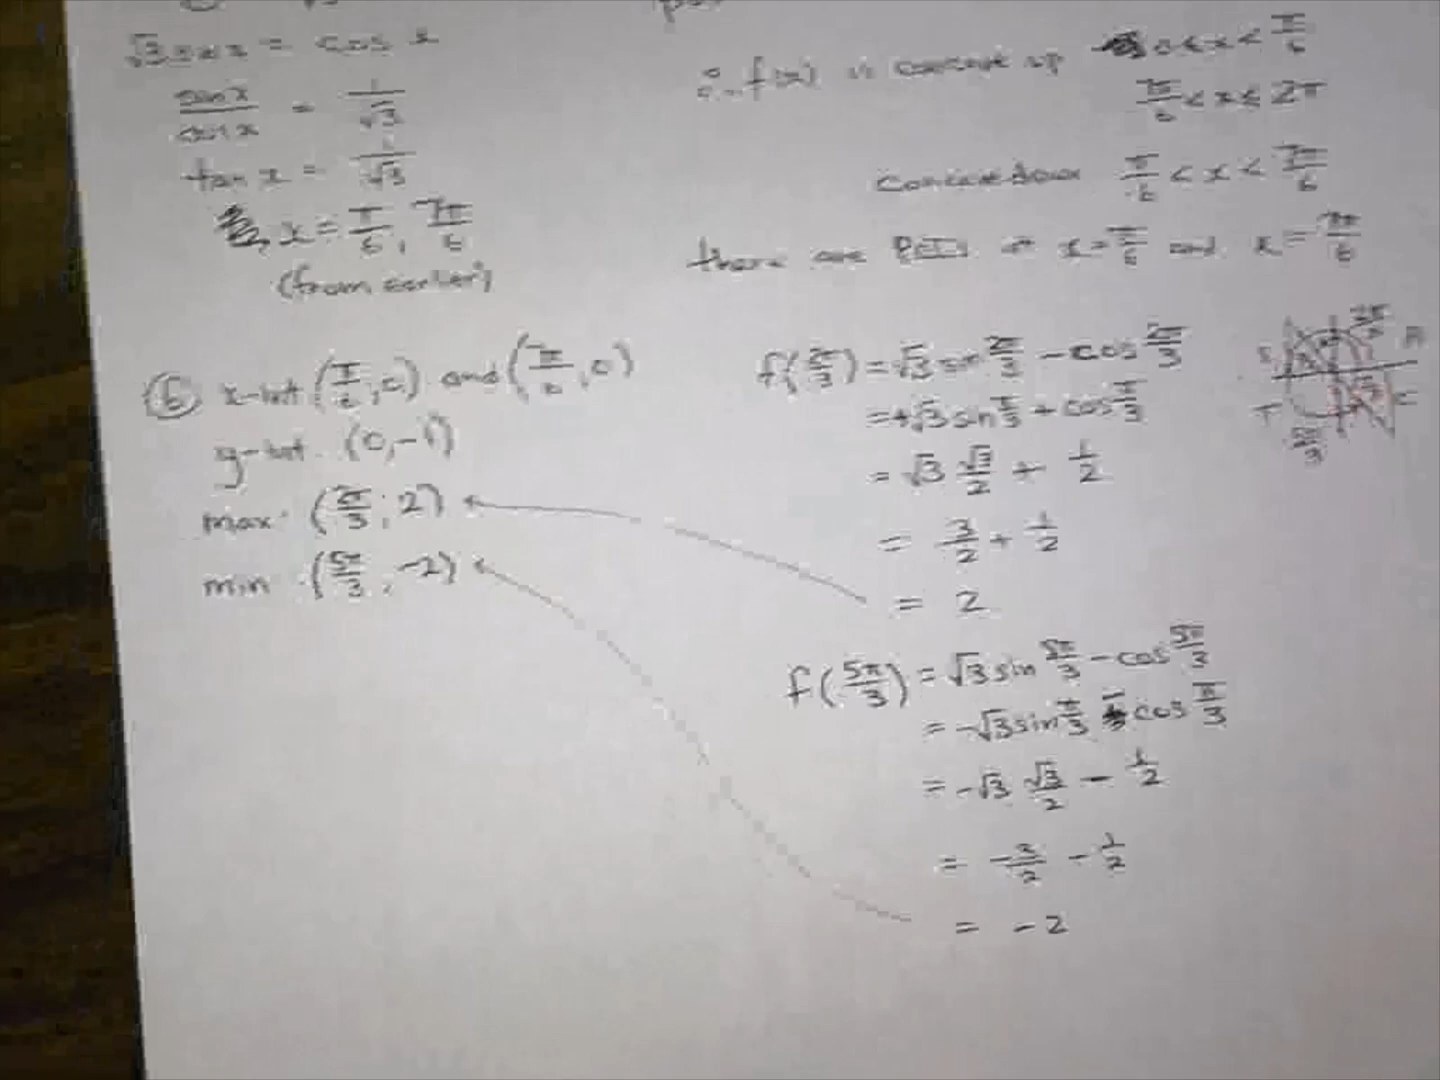 √3 sin x = cos x
sin x / cos x = 1/√3
tan x = 1/√3
x = π/6, 7π/6
(from earlier)
∴ f(x) is concave up 0 < x < π/6
7π/6 < x ≤ 2π
concave down π/6 < x < 7π/6
there are POI at x = π/6 and x = 7π/6
⑥ x-int (π/6, 0) and (7π/6, 0)
y-int (0, -1)
max (2π/3, 2)
min (5π/3, -2)
f(2π/3) = √3 sin 2π/3 - cos 2π/3
= +√3 sin π/3 + cos π/3
= √3 √3/2 + 1/2
= 3/2 + 1/2
= 2
S A
T C
f(5π/3) = √3 sin 5π/3 - cos 5π/3
= -√3 sin π/3 - cos π/3
= -√3 √3/2 - 1/2
= -3/2 - 1/2
= -2